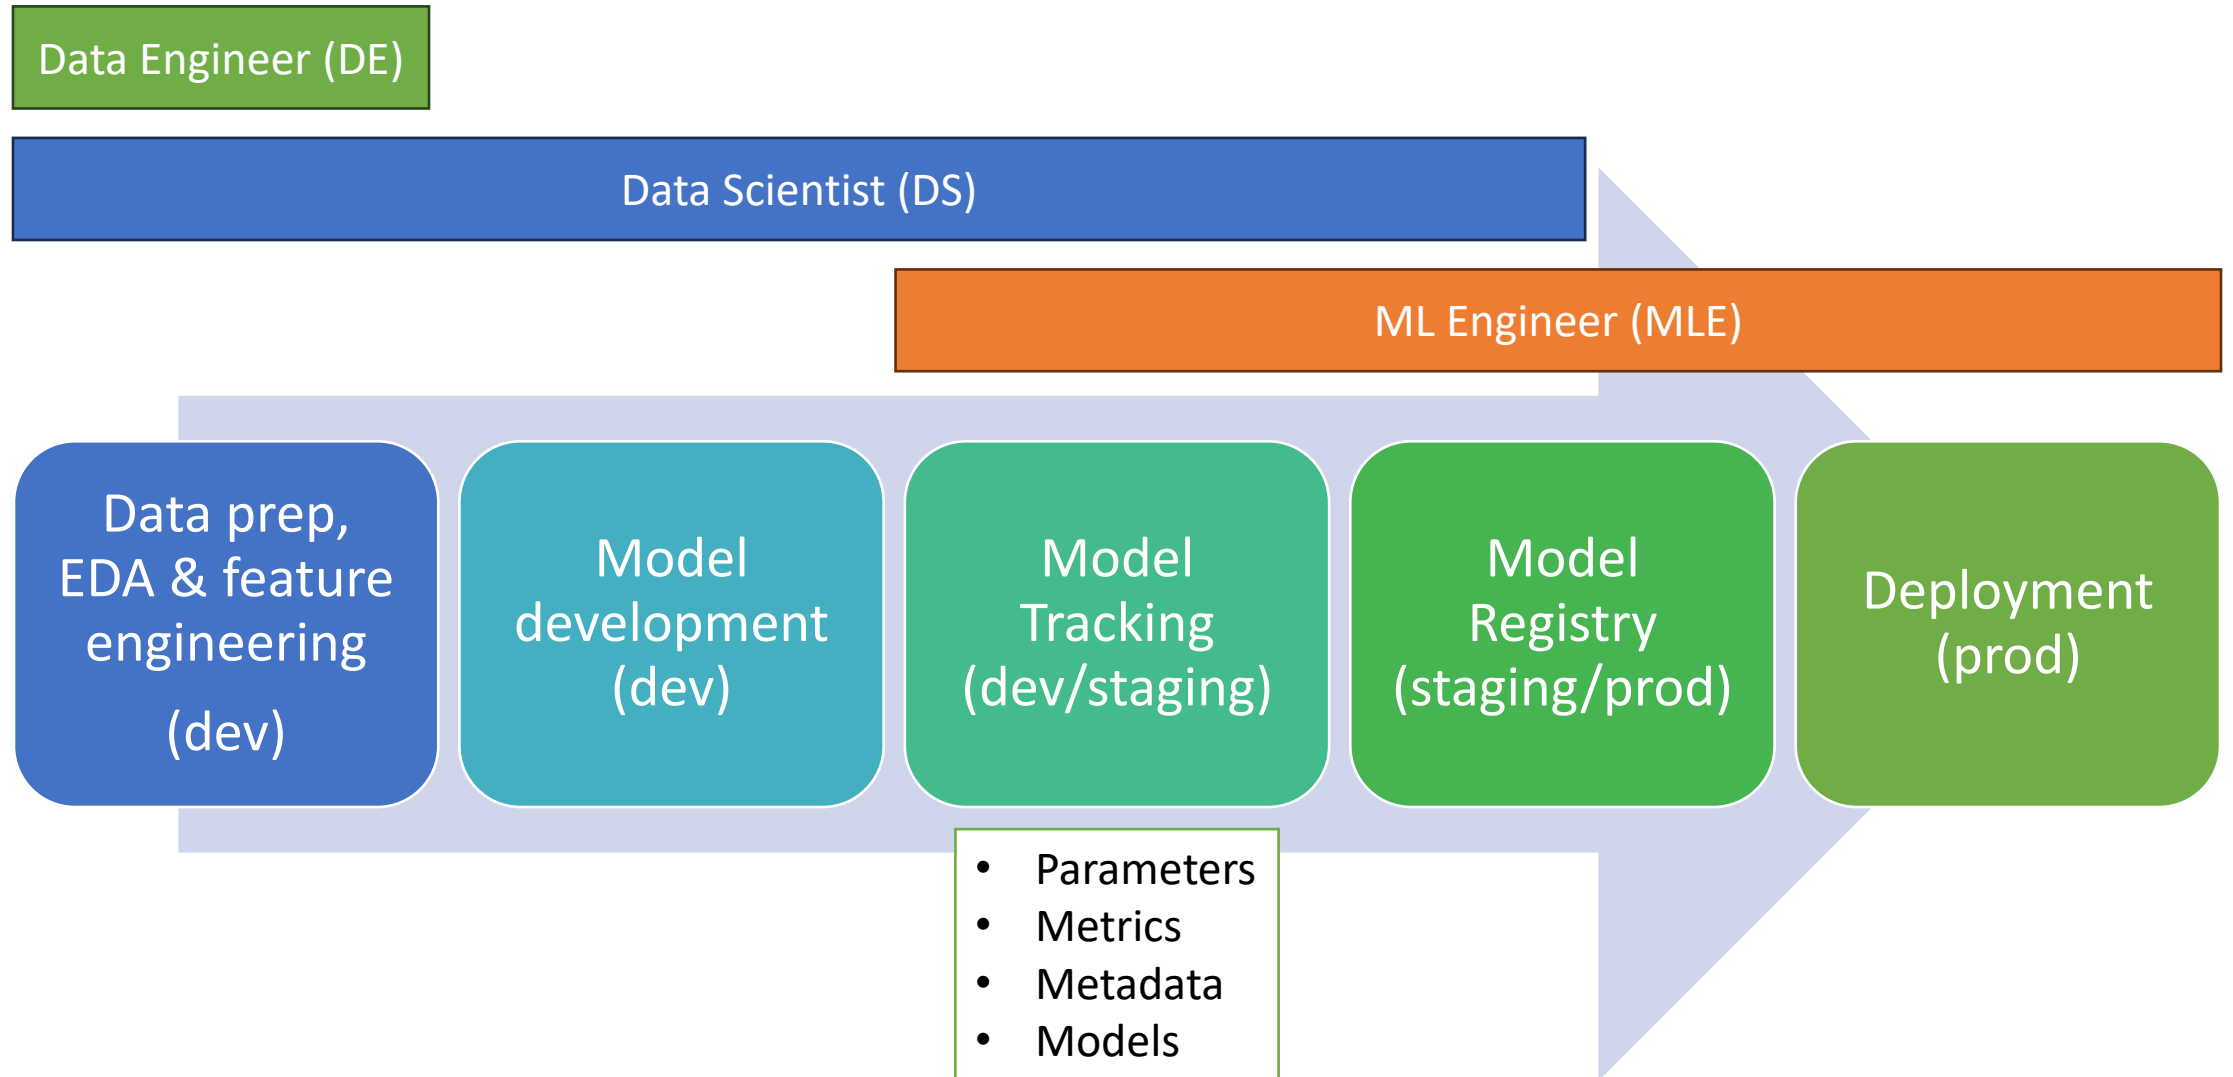 Data Engineer (DE)
Data Scientist (DS)
ML Engineer (MLE)
Data prep,
EDA & feature
engineering
(dev)
Model
development
(dev)
Model
Tracking
(dev/staging)
Model
Registry
(staging/prod)
Deployment
(prod)
• Parameters
• Metrics
• Metadata
• Models